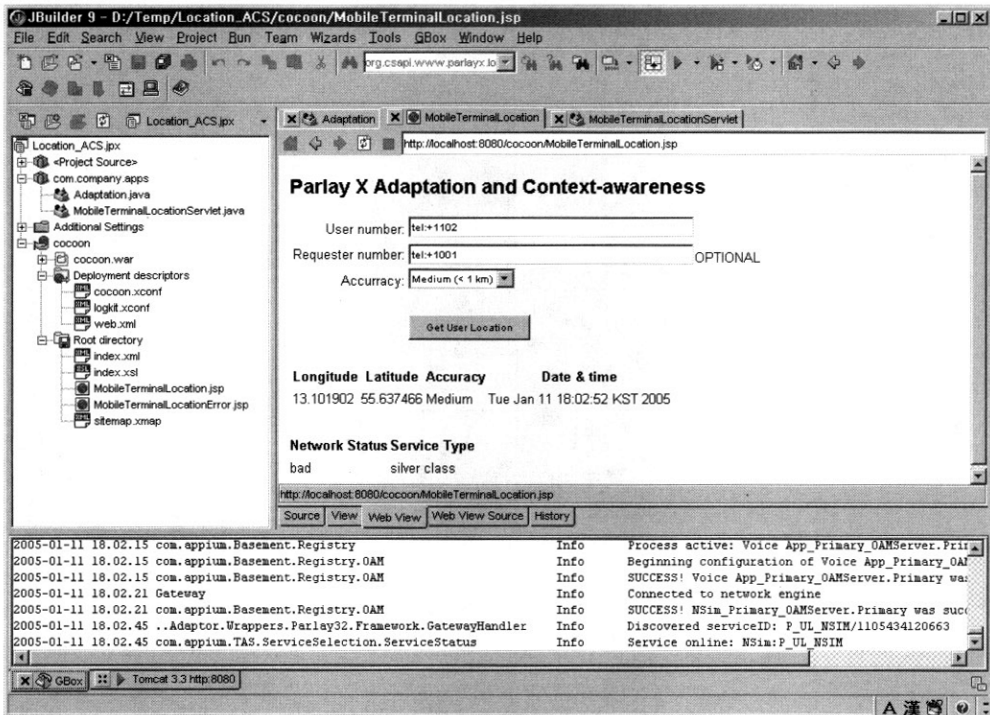 JBuilder 9 - D:/Temp/Location_ACS/cocoon/MobileTerminalLocation.jsp
File Edit Search View Project Run Team Wizards Tools GBox Window Help
org.csapi.www.parlayx.lo
Location_ACS.jpx
Adaptation MobileTerminalLocation MobileTerminalLocationServlet
http://localhost:8080/cocoon/MobileTerminalLocation.jsp
Location_ACS.jpx
<Project Source>
com.company.apps
Adaptation.java
MobileTerminalLocationServlet.java
Additional Settings
cocoon
cocoon.war
Deployment descriptors
cocoon.xconf
logkit.xconf
web.xml
Root directory
index.xml
index.xsl
MobileTerminalLocation.jsp
MobileTerminalLocationError.jsp
sitemap.xmap
Parlay X Adaptation and Context-awareness
User number: tel:+1102
Requester number: tel:+1001 OPTIONAL
Accurracy: Medium (< 1 km)
Get User Location
Longitude Latitude Accuracy Date & time
13.101902 55.637466 Medium Tue Jan 11 18:02:52 KST 2005
Network Status Service Type
bad silver class
http://localhost:8080/cocoon/MobileTerminalLocation.jsp
Source View Web View Web View Source History
2005-01-11 18.02.15 com.appium.Basement.Registry Info Process active: Voice App_Primary_OAMServer.Prim
2005-01-11 18.02.15 com.appium.Basement.Registry.OAM Info Beginning configuration of Voice App_Primary_OAM
2005-01-11 18.02.15 com.appium.Basement.Registry.OAM Info SUCCESS! Voice App_Primary_OAMServer.Primary was
2005-01-11 18.02.21 Gateway Info Connected to network engine
2005-01-11 18.02.21 com.appium.Basement.Registry.OAM Info SUCCESS! NSim_Primary_OAMServer.Primary was succ
2005-01-11 18.02.45 ..Adaptor.Wrappers.Parlay32.Framework.GatewayHandler Info Discovered serviceID: P_UL_NSIM/1105434120663
2005-01-11 18.02.45 com.appium.TAS.ServiceSelection.ServiceStatus Info Service online: NSim:P_UL_NSIM
GBox Tomcat 3.3 http:8080
A 漢